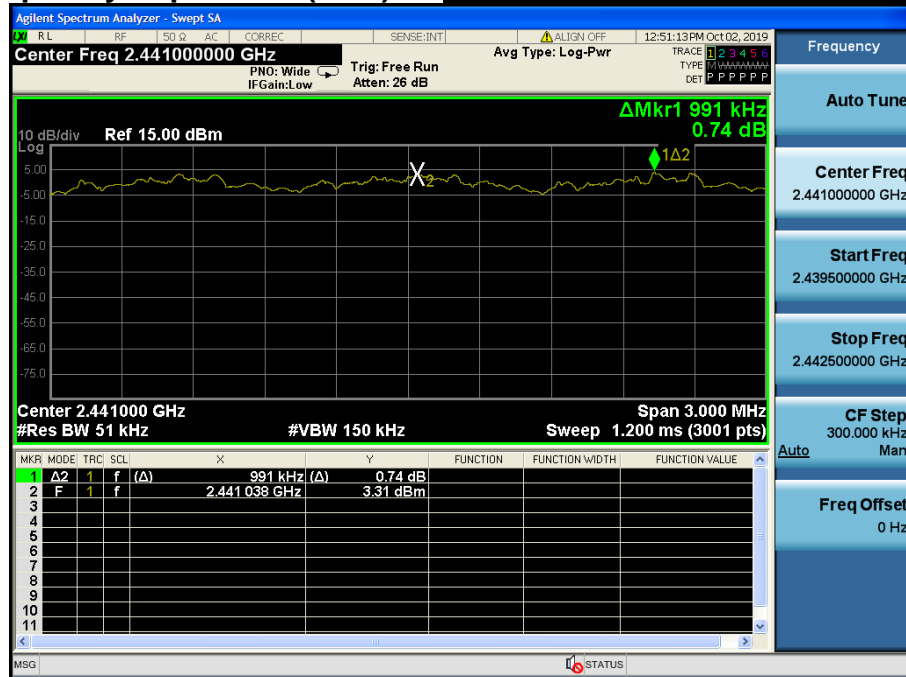 Agilent Spectrum Analyzer - Swept SA
LXI RL RF 50 Ω AC CORREC SENSE:INT ALIGN OFF 12:51:13 PM Oct 02, 2019
Center Freq 2.441000000 GHz Avg Type: Log-Pwr TRACE 1 2 3 4 5 6
PNO: Wide Trig: Free Run TYPE M WWWWW
IFGain:Low Atten: 26 dB DET P P P P P P
ΔMkr1 991 kHz
0.74 dB
10 dB/div Ref 15.00 dBm
Log
1Δ2
5.00
2
-5.00
-15.0
-25.0
-35.0
-45.0
-55.0
-65.0
-75.0
Center 2.441000 GHz Span 3.000 MHz
#Res BW 51 kHz #VBW 150 kHz Sweep 1.200 ms (3001 pts)
MKR MODE TRC SCL X Y FUNCTION FUNCTION WIDTH FUNCTION VALUE
1 Δ2 1 f (Δ) 991 kHz (Δ) 0.74 dB
2 F 1 f 2.441 038 GHz 3.31 dBm
3
4
5
6
7
8
9
10
11
MSG STATUS
Frequency
Auto Tune
Center Freq
2.441000000 GHz
Start Freq
2.439500000 GHz
Stop Freq
2.442500000 GHz
CF Step
300.000 kHz
Auto Man
Freq Offset
0 Hz